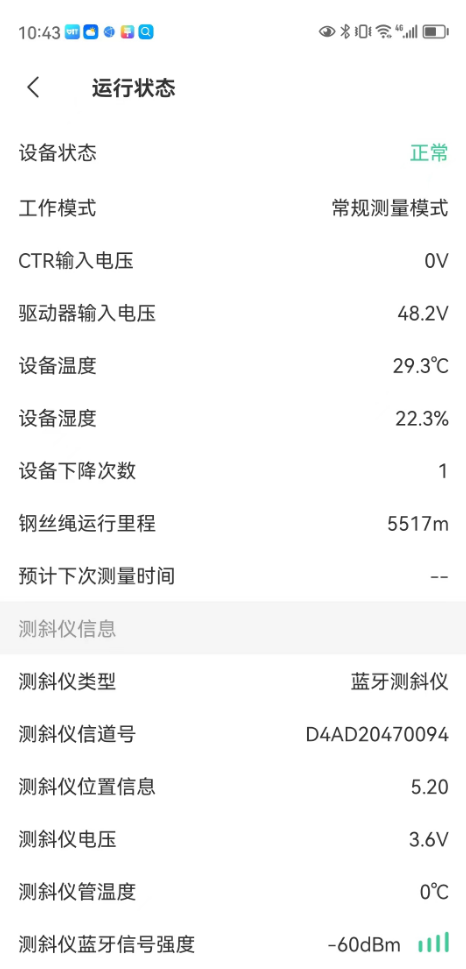 10:43
运行状态
设备状态 正常
工作模式 常规测量模式
CTR输入电压 0V
驱动器输入电压 48.2V
设备温度 29.3℃
设备湿度 22.3%
设备下降次数 1
钢丝绳运行里程 5517m
预计下次测量时间 --
测斜仪信息
测斜仪类型 蓝牙测斜仪
测斜仪信道号 D4AD20470094
测斜仪位置信息 5.20
测斜仪电压 3.6V
测斜仪管温度 0℃
测斜仪蓝牙信号强度 -60dBm